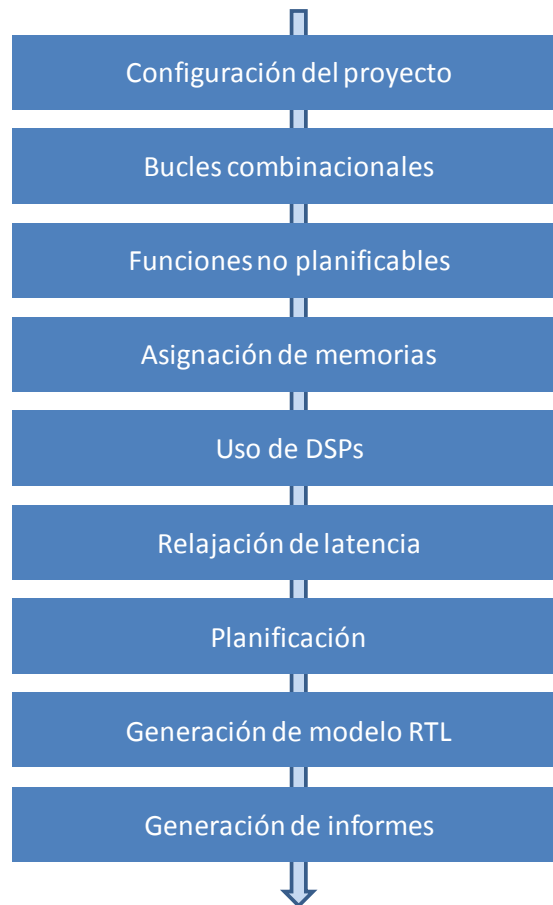 Configuración del proyecto
Bucles combinacionales
Funciones no planificables
Asignación de memorias
Uso de DSPs
Relajación de latencia
Planificación
Generación de modelo RTL
Generación de informes